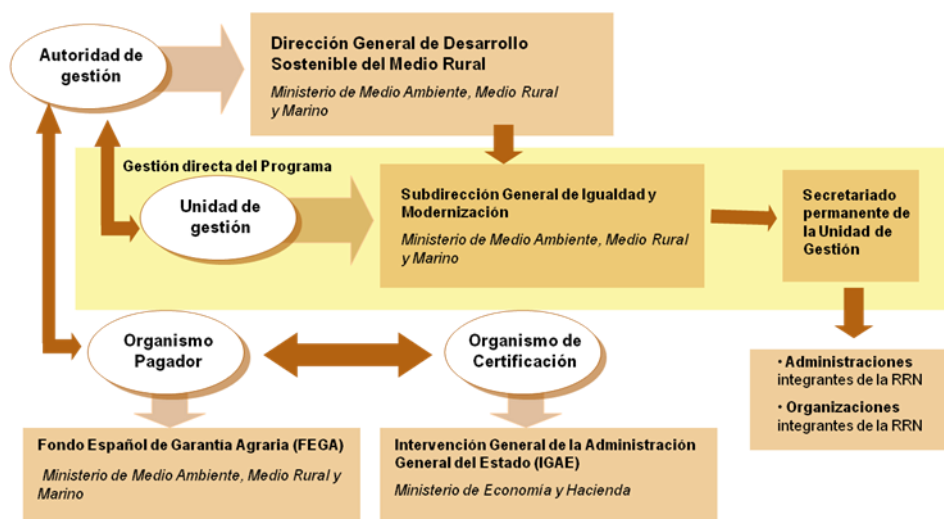 Autoridad de
gestión
Dirección General de Desarrollo
Sostenible del Medio Rural
Ministerio de Medio Ambiente, Medio Rural
y Marino
Gestión directa del Programa
Unidad de
gestión
Subdirección General de Igualdad y
Modernización
Ministerio de Medio Ambiente, Medio Rural
y Marino
Secretariado
permanente de
la Unidad de
Gestión
Organismo
Pagador
Organismo de
Certificación
• Administraciones
integrantes de la RRN
• Organizaciones
integrantes de la RRN
Fondo Español de Garantía Agraria (FEGA)
Ministerio de Medio Ambiente, Medio Rural y
Marino
Intervención General de la Administración
General del Estado (IGAE)
Ministerio de Economía y Hacienda